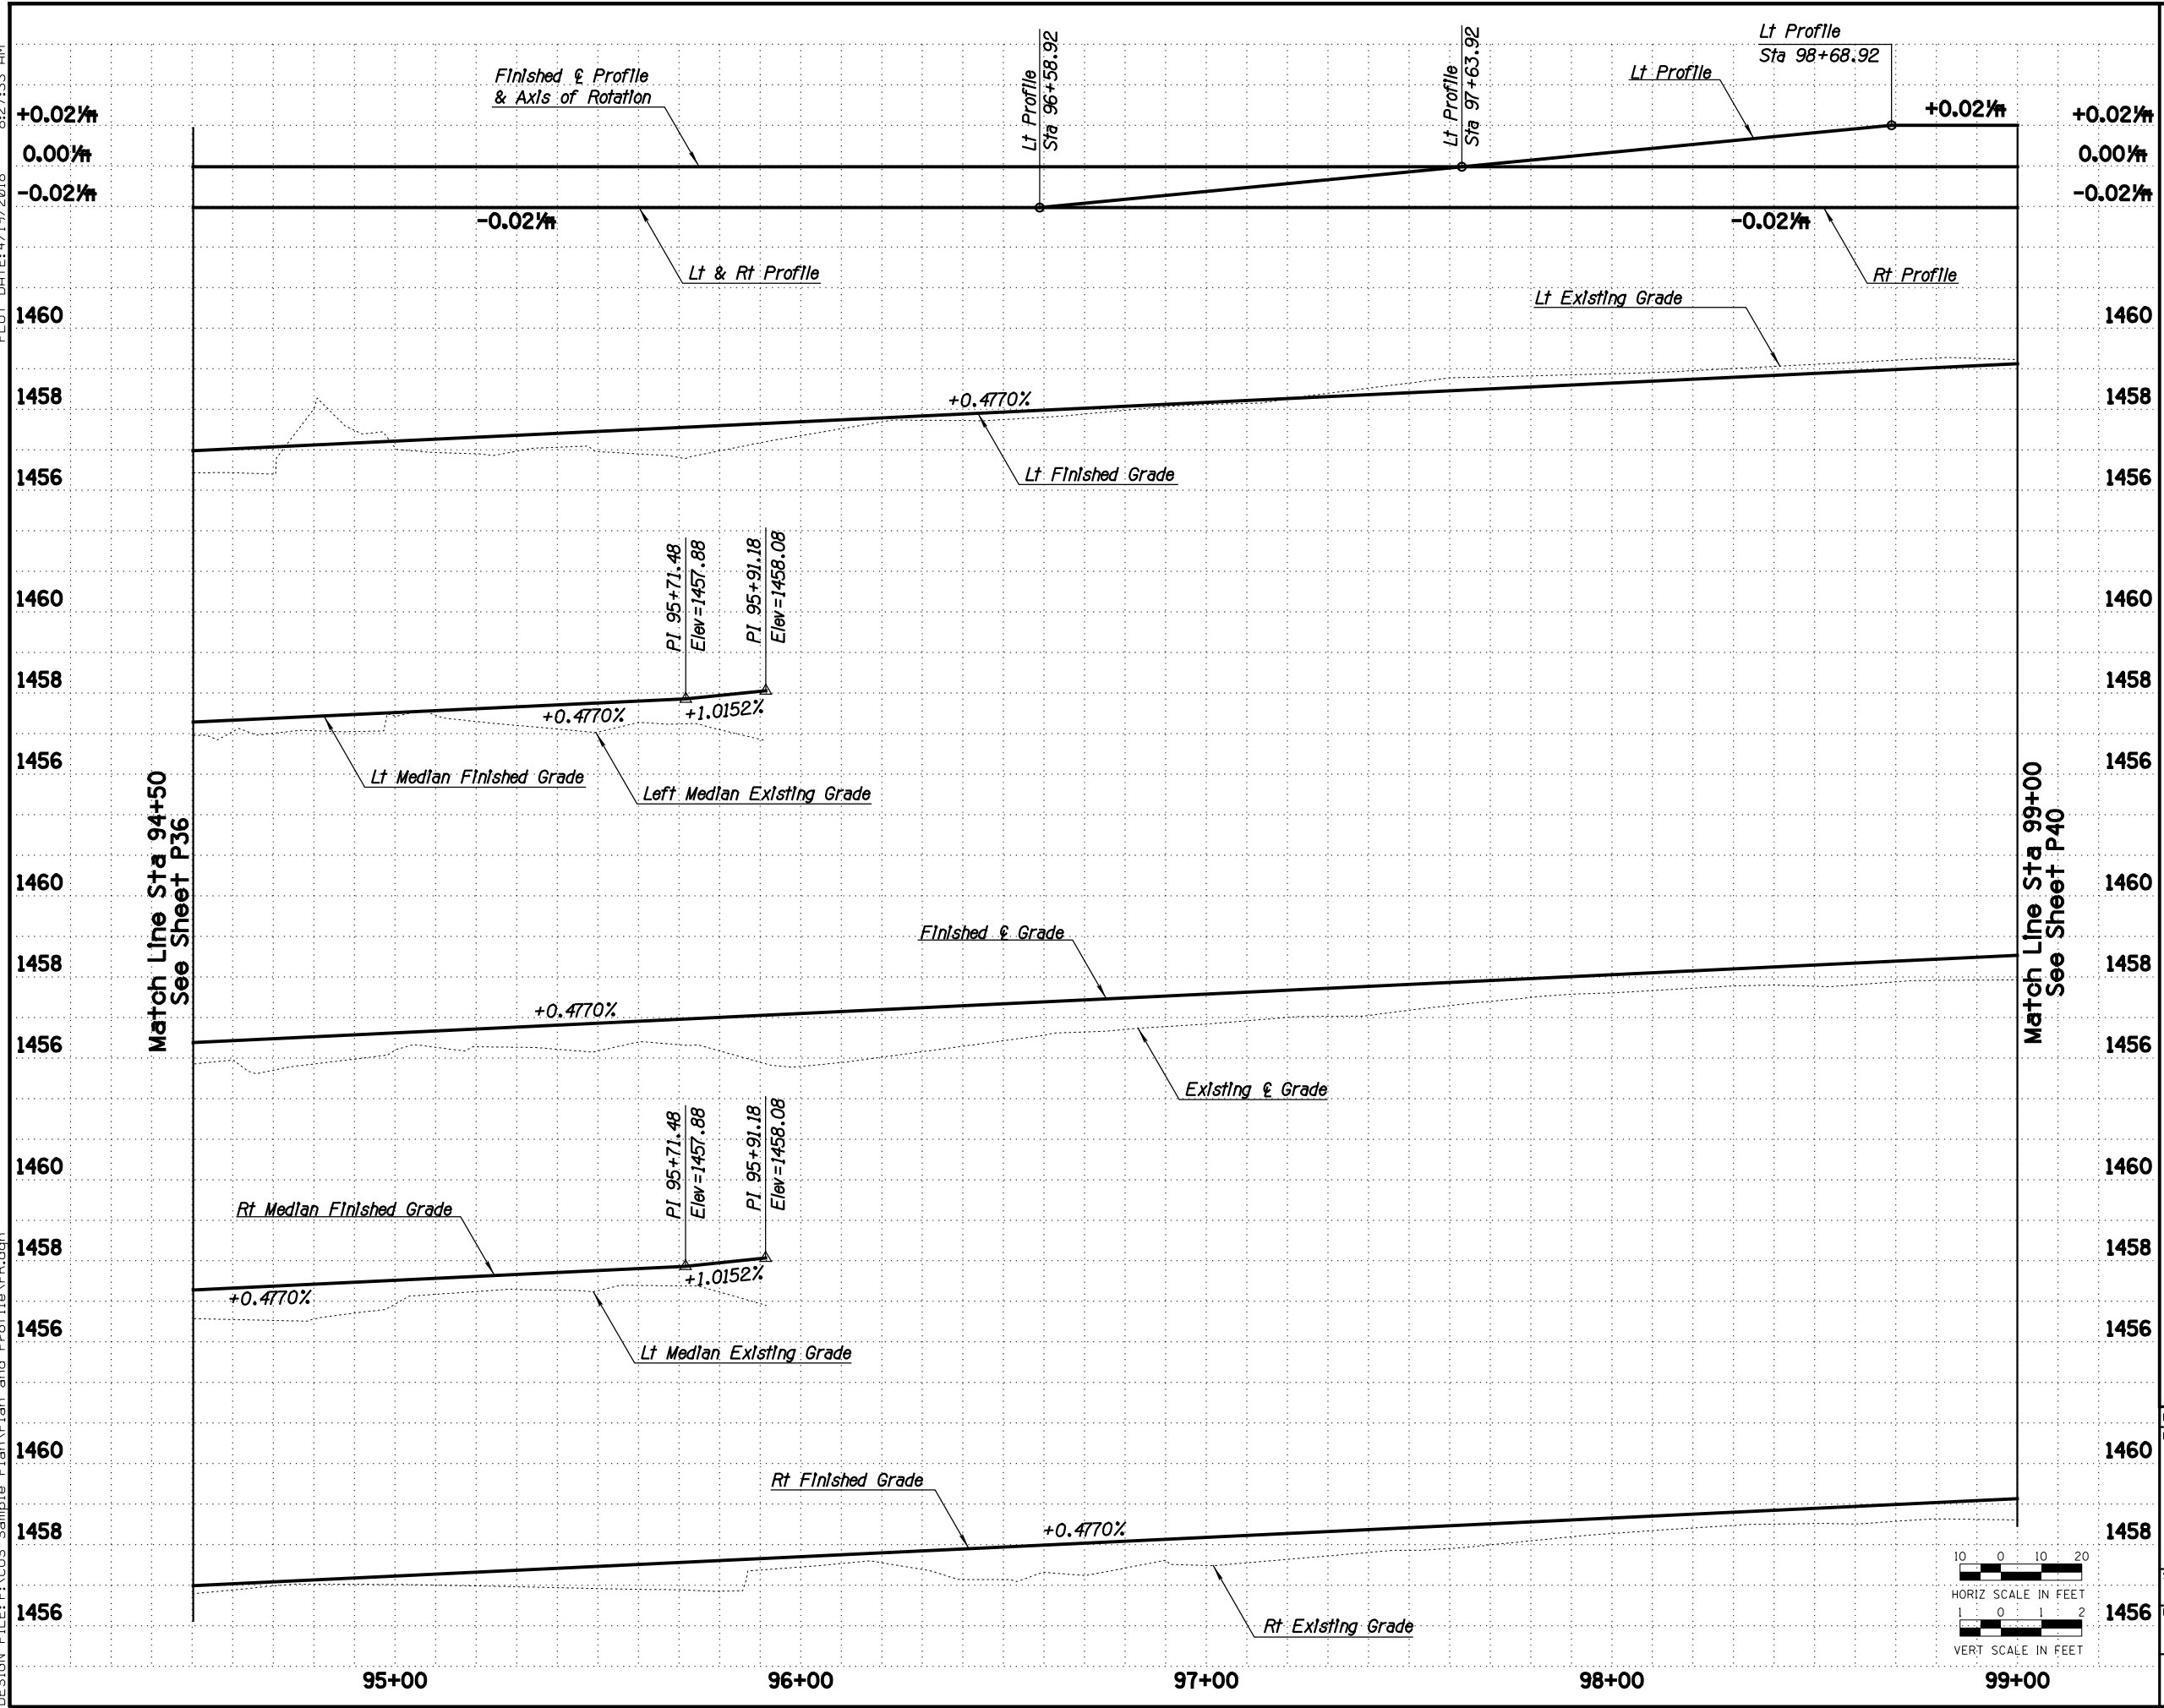 Finished ℄ Profile
& Axis of Rotation
Lt Profile
Sta 96+58.92
Lt Profile
Sta 97+63.92
Lt Profile
Sta 98+68.92
Lt Profile
+0.02'/ft
+0.02'/ft
+0.02'/ft
0.00'/ft
0.00'/ft
-0.02'/ft
-0.02'/ft
-0.02'/ft
-0.02'/ft
Lt & Rt Profile
Rt Profile
Lt Existing Grade
1460
1460
1458
+0.4770%
1458
1456
Lt Finished Grade
1456
PI 95+71.48
Elev=1457.88
PI 95+91.18
Elev=1458.08
1460
1460
1458
1458
+0.4770%
+1.0152%
1456
1456
Lt Median Finished Grade
Left Median Existing Grade
Match Line Sta 94+50
See Sheet P36
Match Line Sta 99+00
See Sheet P40
1460
1460
Finished ℄ Grade
1458
1458
+0.4770%
1456
1456
Existing ℄ Grade
PI 95+71.48
Elev=1457.88
PI 95+91.18
Elev=1458.08
1460
1460
Rt Median Finished Grade
1458
1458
+1.0152%
+0.4770%
1456
1456
Lt Median Existing Grade
1460
1460
Rt Finished Grade
1458
+0.4770%
1458
10 0 10 20
HORIZ SCALE IN FEET
1456
1456
1 0 1 2
VERT SCALE IN FEET
Rt Existing Grade
95+00
96+00
97+00
98+00
99+00